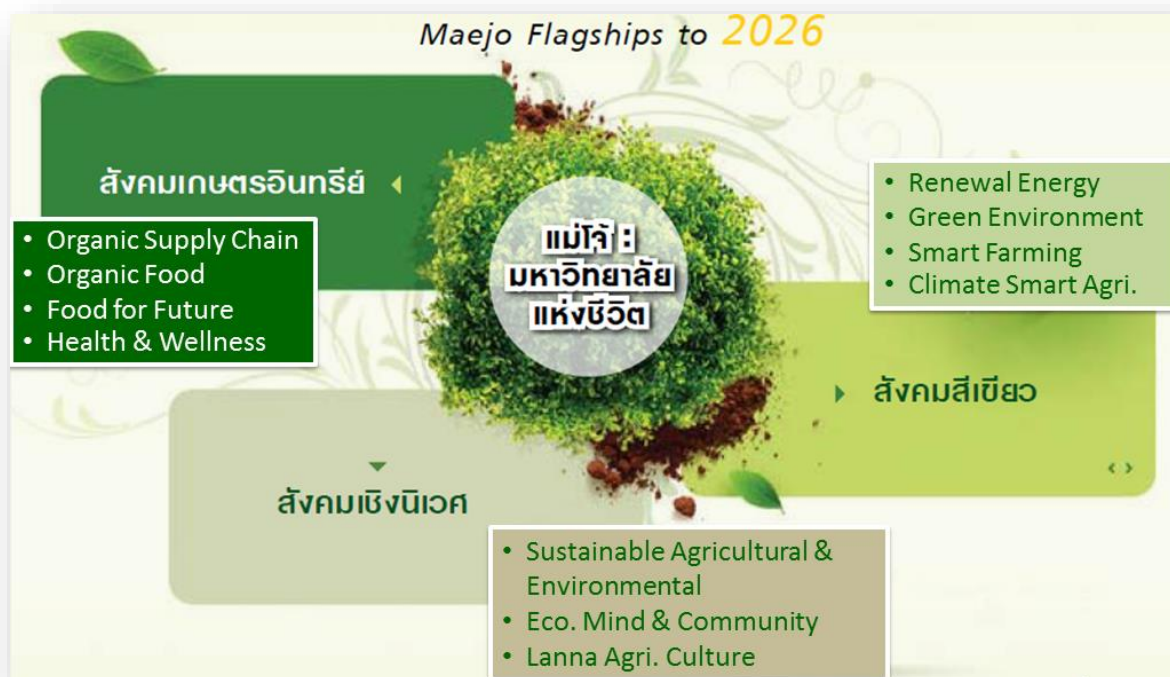 Maejo Flagships to 2026
สังคมเกษตรอินทรีย์
• Organic Supply Chain
• Organic Food
• Food for Future
• Health & Wellness
แม่โจ้ :
มหาวิทยาลัย
แห่งชีวิต
• Renewal Energy
• Green Environment
• Smart Farming
• Climate Smart Agri.
สังคมสีเขียว
สังคมเชิงนิเวศ
• Sustainable Agricultural &
Environmental
• Eco. Mind & Community
• Lanna Agri. Culture